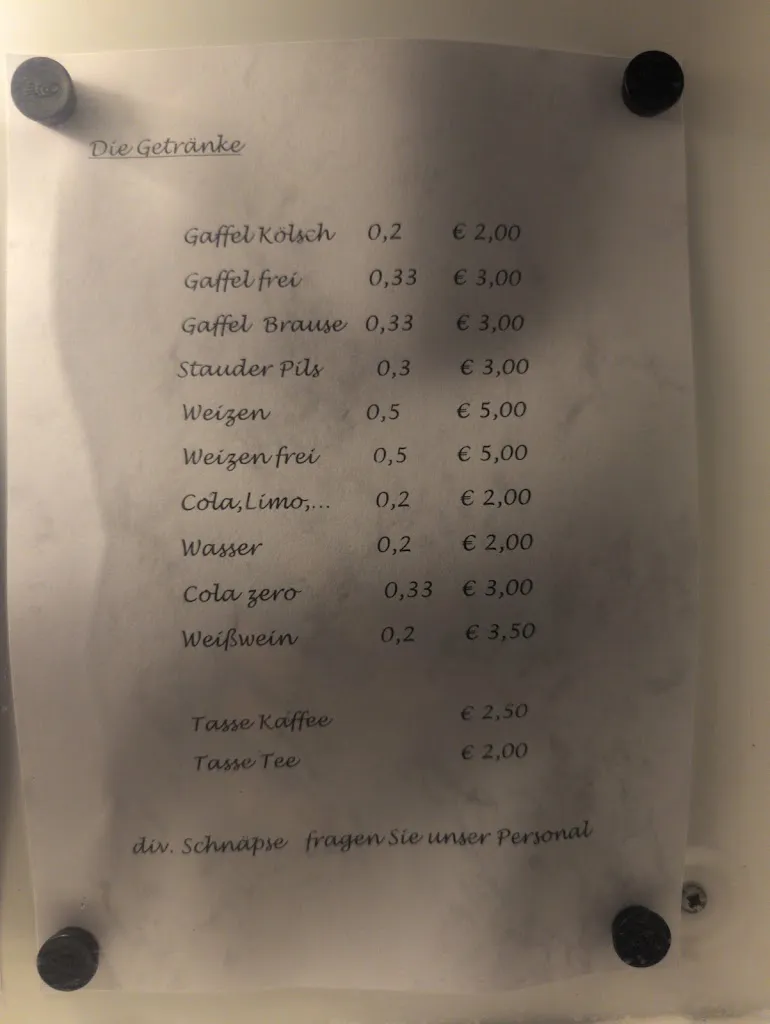 Die Getränke
Gaffel Kölsch 0,2 € 2,00
Gaffel frei 0,33 € 3,00
Gaffel Brause 0,33 € 3,00
Stauder Pils 0,3 € 3,00
Weizen 0,5 € 5,00
Weizen frei 0,5 € 5,00
Cola,Limo,... 0,2 € 2,00
Wasser 0,2 € 2,00
Cola zero 0,33 € 3,00
Weißwein 0,2 € 3,50
Tasse Kaffee € 2,50
Tasse Tee € 2,00
div. Schnäpse fragen Sie unser Personal